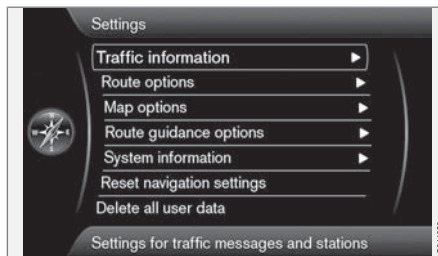 Settings
Traffic information
Route options
Map options
Route guidance options
System information
Reset navigation settings
Delete all user data
Settings for traffic messages and stations